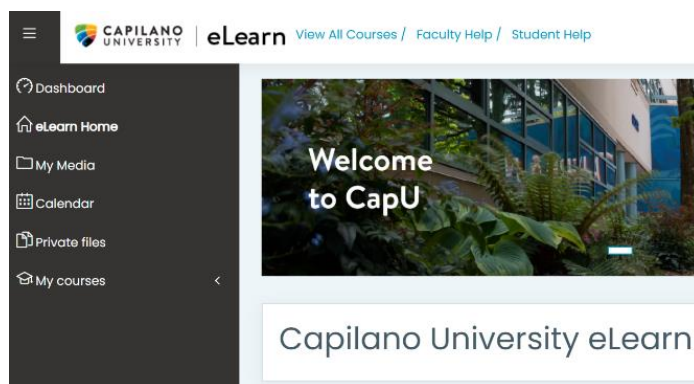 CAPILANO
UNIVERSITY
eLearn
View All Courses / Faculty Help / Student Help
Dashboard
eLearn Home
My Media
Calendar
Private files
My courses
Welcome
to CapU
Capilano University eLearn